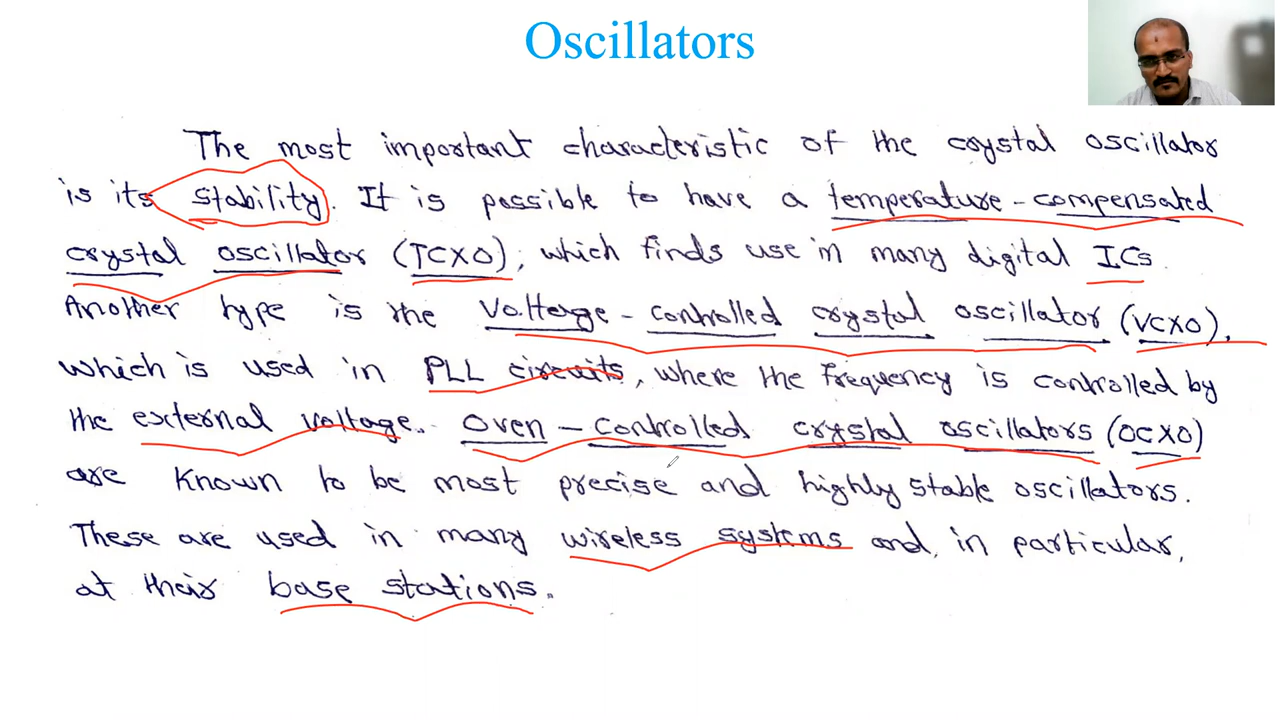 Oscillators
The most important characteristic of the crystal oscillator
is its stability. It is possible to have a temperature-compensated
crystal oscillator (TCXO), which finds use in many digital ICs.
Another type is the Voltage-controlled crystal oscillator (VCXO),
which is used in PLL circuits, where the frequency is controlled by
the external voltage. Oven-controlled crystal oscillators (OCXO)
are known to be most precise and highly stable oscillators.
These are used in many wireless systems and, in particular,
at their base stations.